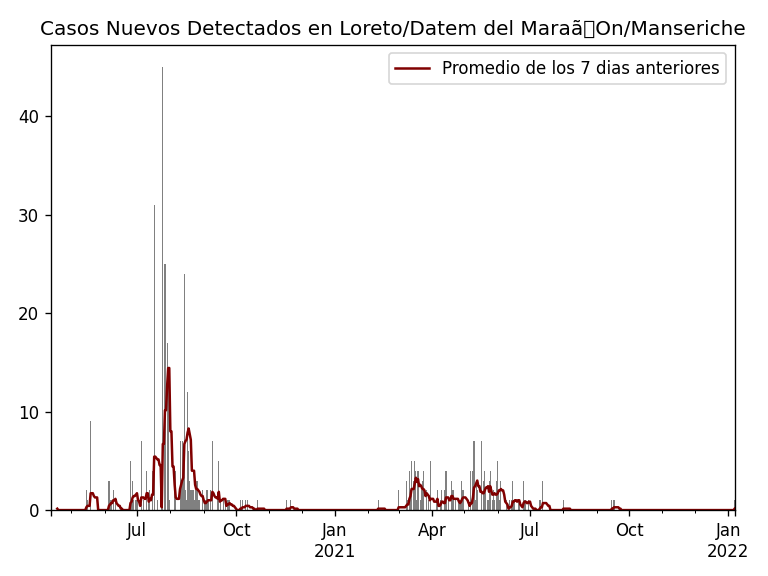 Casos Nuevos Detectados en Loreto/Datem del Maraã▯On/Manseriche
Promedio de los 7 dias anteriores
40
30
20
10
0
Jul Oct Jan Apr Jul Oct Jan
2021 2022